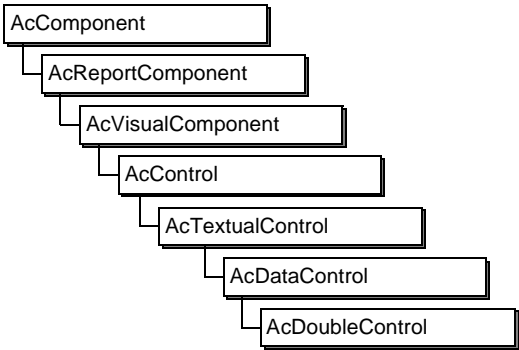 AcComponent
AcReportComponent
AcVisualComponent
AcControl
AcTextualControl
AcDataControl
AcDoubleControl